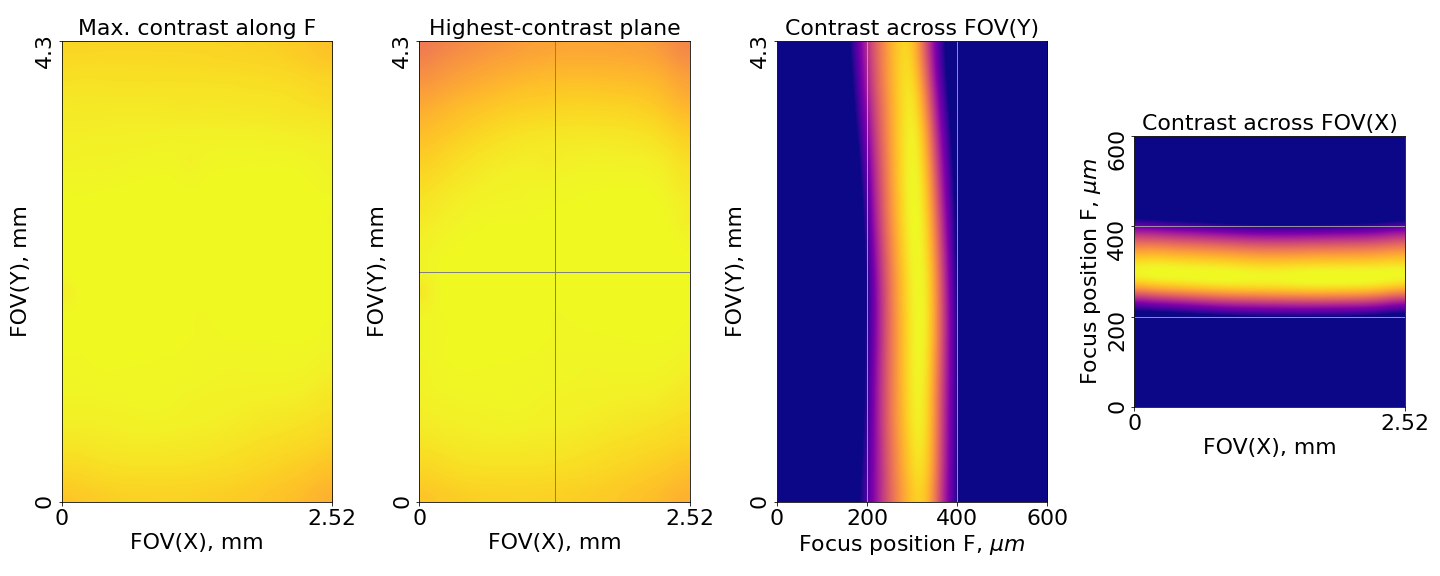 Max. contrast along F
4.3
FOV(Y), mm
0
0
2.52
FOV(X), mm
Highest-contrast plane
4.3
FOV(Y), mm
0
0
2.52
FOV(X), mm
Contrast across FOV(Y)
4.3
FOV(Y), mm
0
0
200
400
600
Focus position F, μm
Contrast across FOV(X)
600
400
200
0
Focus position F, μm
0
2.52
FOV(X), mm